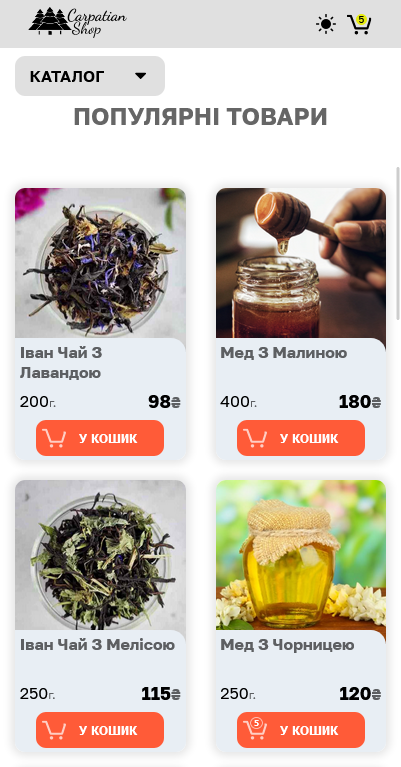 Carpatian
Shop
5
КАТАЛОГ
ПОПУЛЯРНІ ТОВАРИ
Іван Чай З
Лавандою
200г. 98₴
У КОШИК
Мед З Малиною
400г. 180₴
У КОШИК
Іван Чай З Мелісою
250г. 115₴
У КОШИК
Мед З Чорницею
250г. 120₴
5 У КОШИК